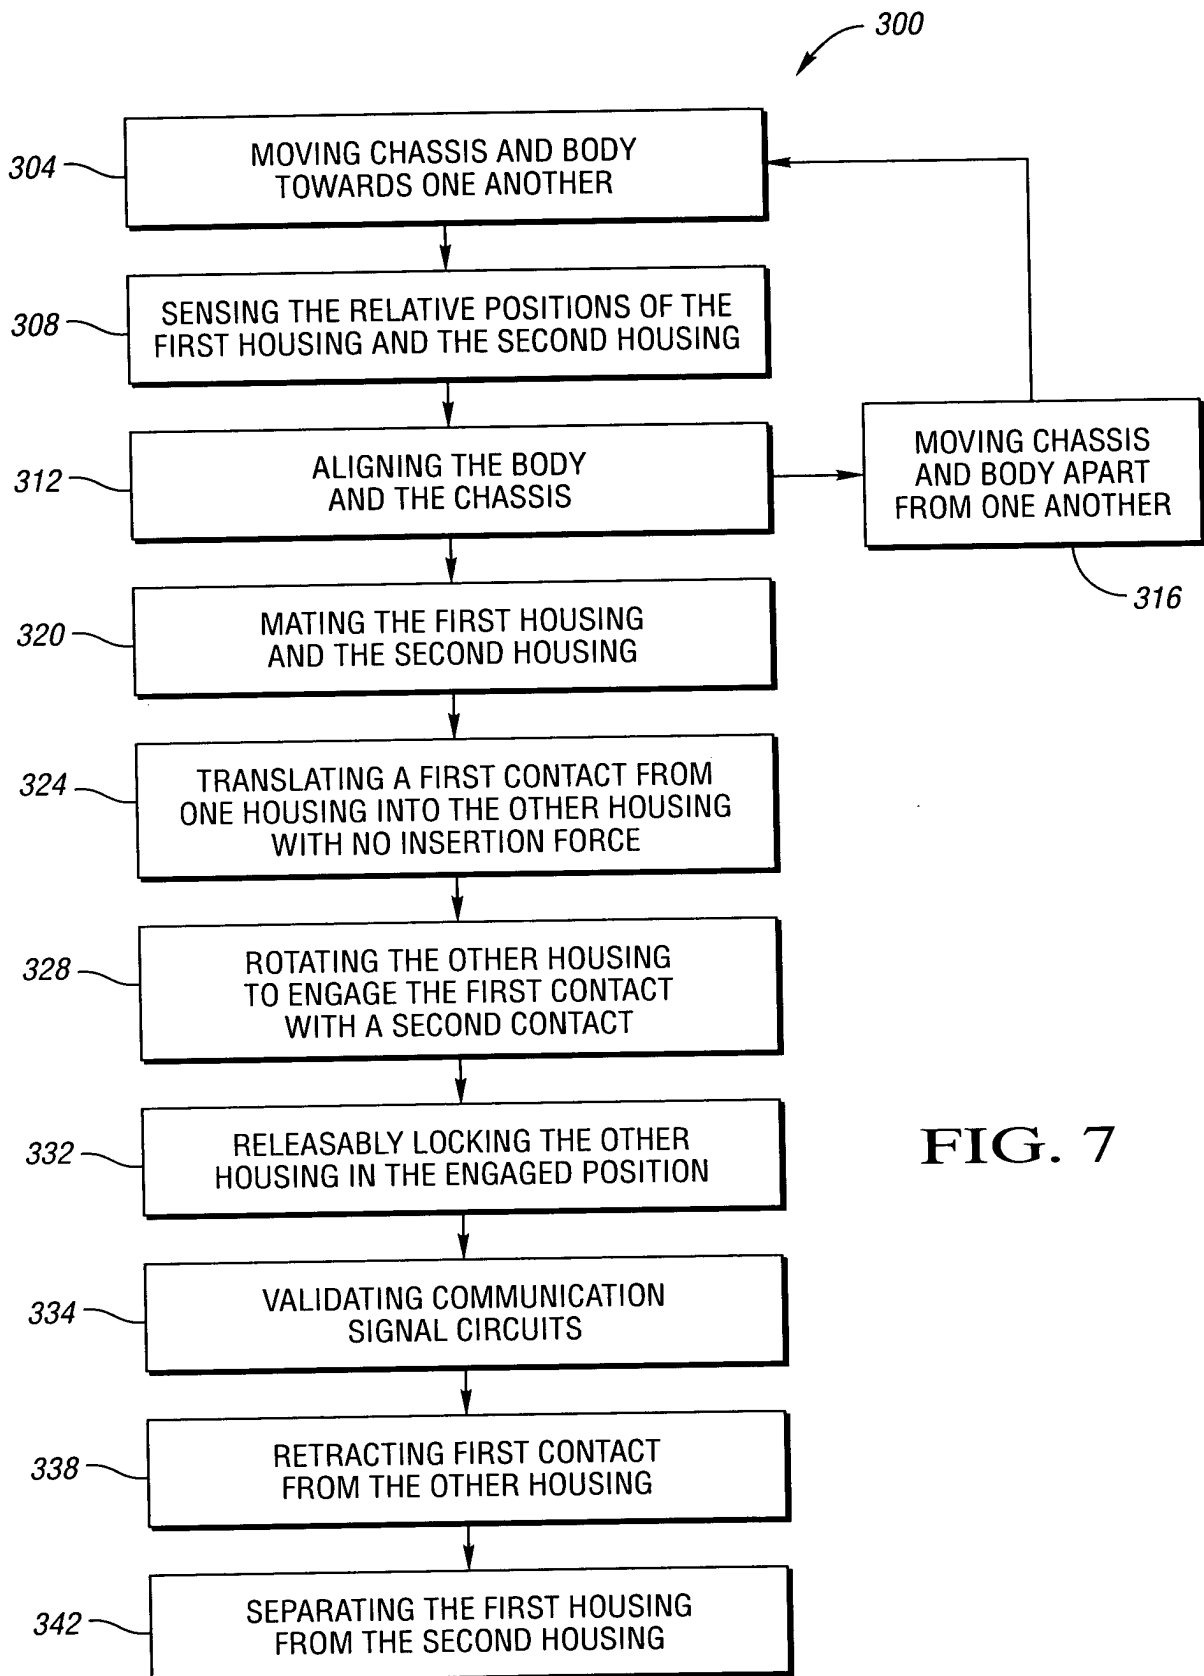 300
304
MOVING CHASSIS AND BODY
TOWARDS ONE ANOTHER
308
SENSING THE RELATIVE POSITIONS OF THE
FIRST HOUSING AND THE SECOND HOUSING
312
ALIGNING THE BODY
AND THE CHASSIS
MOVING CHASSIS
AND BODY APART
FROM ONE ANOTHER
316
320
MATING THE FIRST HOUSING
AND THE SECOND HOUSING
324
TRANSLATING A FIRST CONTACT FROM
ONE HOUSING INTO THE OTHER HOUSING
WITH NO INSERTION FORCE
328
ROTATING THE OTHER HOUSING
TO ENGAGE THE FIRST CONTACT
WITH A SECOND CONTACT
332
RELEASABLY LOCKING THE OTHER
HOUSING IN THE ENGAGED POSITION
FIG. 7
334
VALIDATING COMMUNICATION
SIGNAL CIRCUITS
338
RETRACTING FIRST CONTACT
FROM THE OTHER HOUSING
342
SEPARATING THE FIRST HOUSING
FROM THE SECOND HOUSING